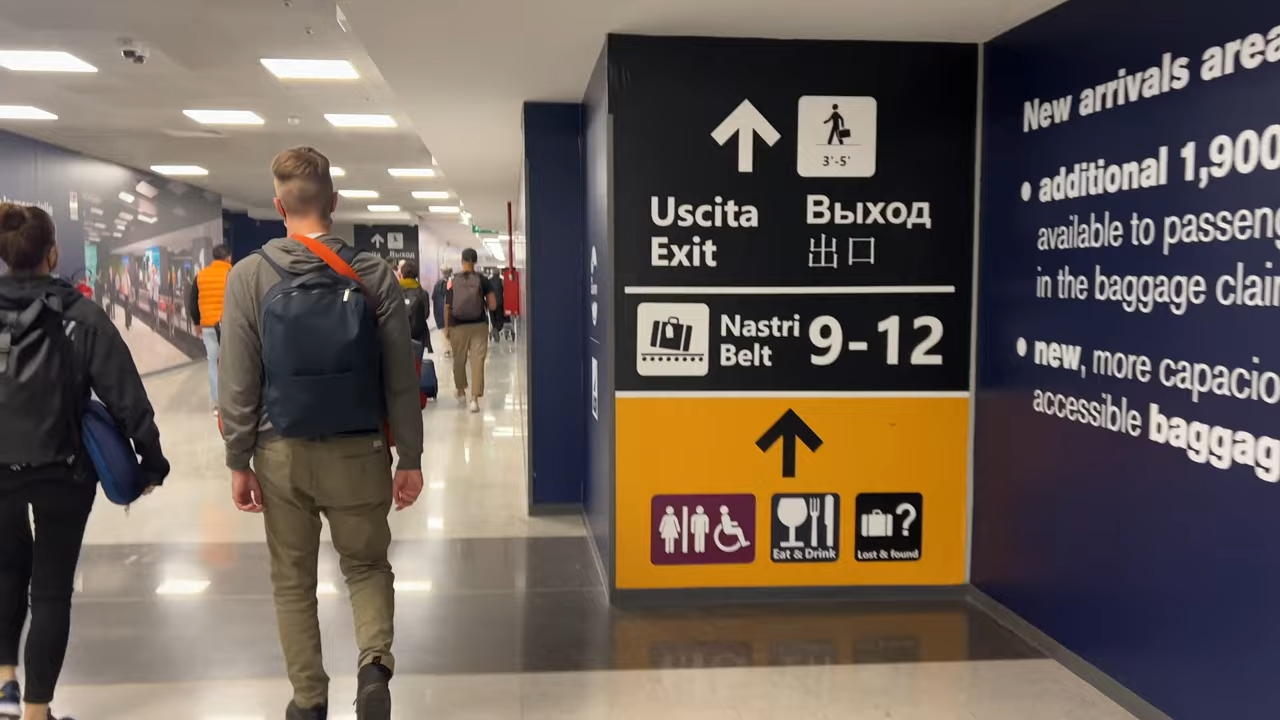 3'-5'
Uscita
Exit
Выход
出口
Nastri
Belt
9-12
Eat & Drink
Lost & found
New arrivals area
• additional 1,900
available to passeng
in the baggage clai
• new, more capacio
accessible baggag
Выход